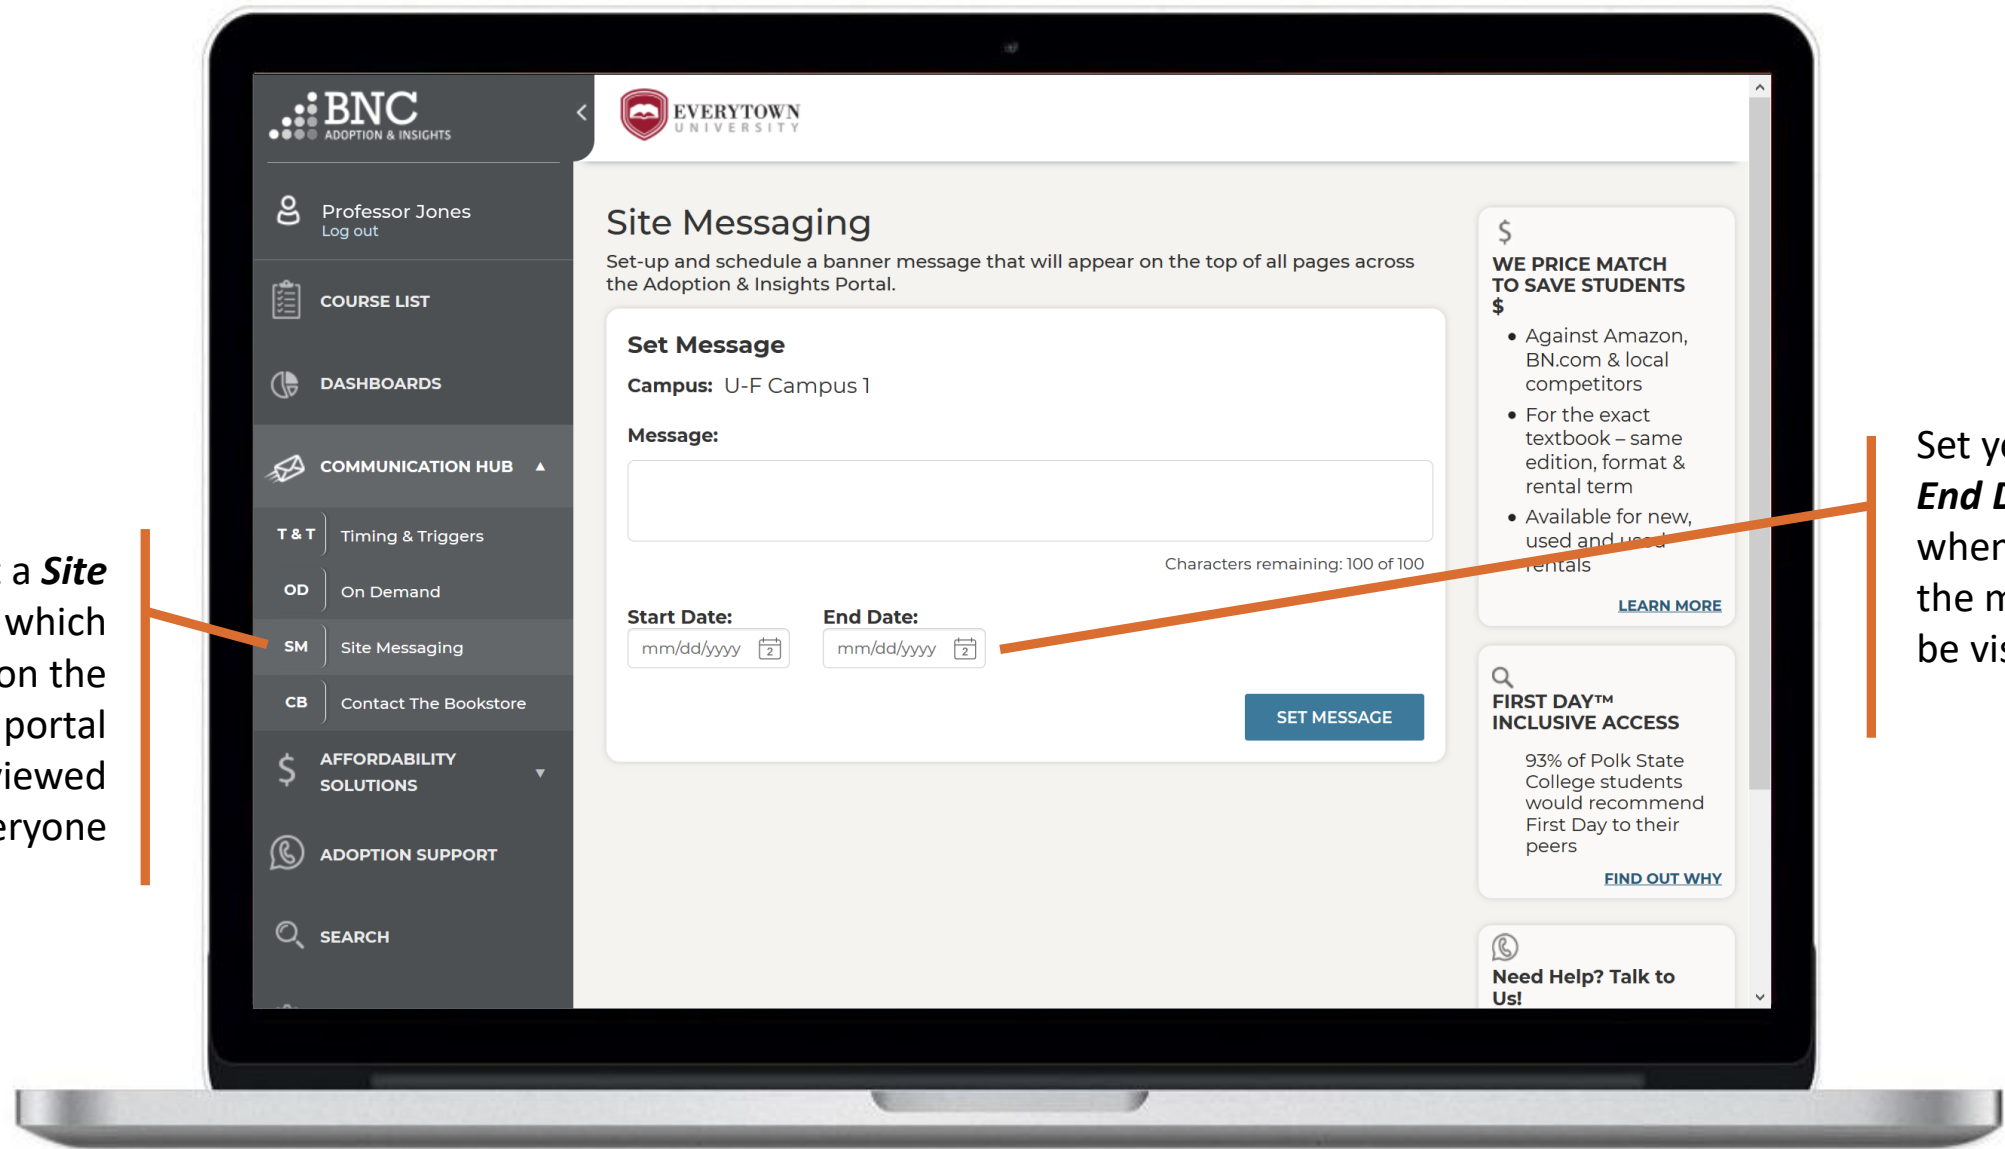 a Site
which
on the
portal
BNC
ADOPTION & INSIGHTS
Professor Jones
Log out
COURSE LIST
DASHBOARDS
COMMUNICATION HUB
T & T Timing & Triggers
OD On Demand
SM Site Messaging
CB Contact The Bookstore
AFFORDABILITY
SOLUTIONS
ADOPTION SUPPORT
SEARCH
EVERYTOWN
UNIVERSITY
Site Messaging
Set-up and schedule a banner message that will appear on the top of all pages across
the Adoption & Insights Portal.
Set Message
Campus: U-F Campus 1
Message:
Characters remaining: 100 of 100
Start Date: End Date:
mm/dd/yyyy 2 mm/dd/yyyy 2
SET MESSAGE
$
WE PRICE MATCH
TO SAVE STUDENTS
$
• Against Amazon,
BN.com & local
competitors
• For the exact
textbook – same
edition, format &
rental term
• Available for new,
used and used
rentals
LEARN MORE
FIRST DAY™
INCLUSIVE ACCESS
93% of Polk State
College students
would recommend
First Day to their
peers
FIND OUT WHY
Need Help? Talk to
Us!
Set
End
the
be